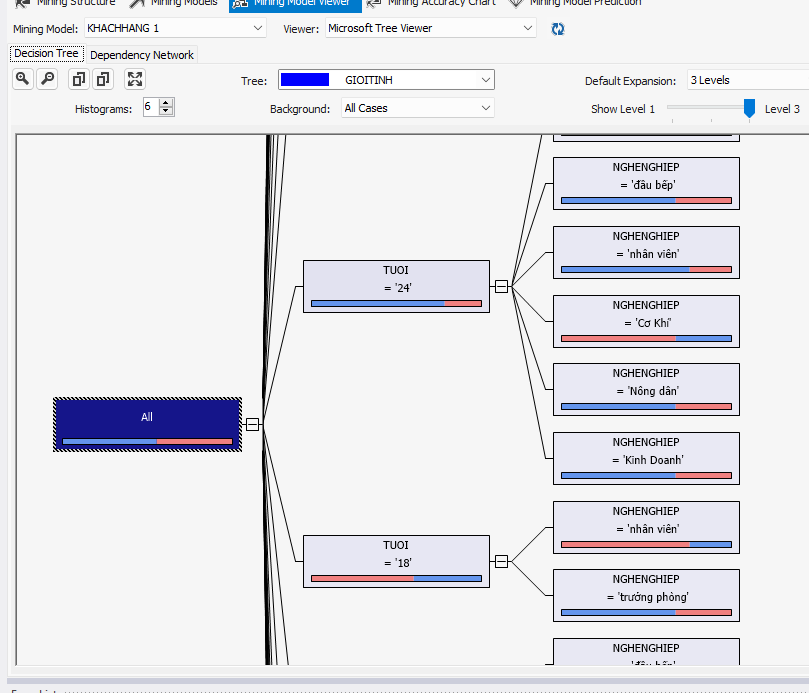 Mining Structure Mining Models Mining Model Viewer Mining Accuracy Chart Mining Model Prediction
Mining Model: KHACHHANG 1 Viewer: Microsoft Tree Viewer
Decision Tree Dependency Network
Tree: GIOITINH Default Expansion: 3 Levels
Histograms: 6 Background: All Cases Show Level 1 Level 3
NGHENGHIEP
= 'đầu bếp'
NGHENGHIEP
= 'nhân viên'
TUOI
= '24'
NGHENGHIEP
= 'Cơ Khí'
NGHENGHIEP
= 'Nông dân'
All
NGHENGHIEP
= 'Kinh Doanh'
NGHENGHIEP
= 'nhân viên'
TUOI
= '18'
NGHENGHIEP
= 'trưởng phòng'
NGHENGHIEP